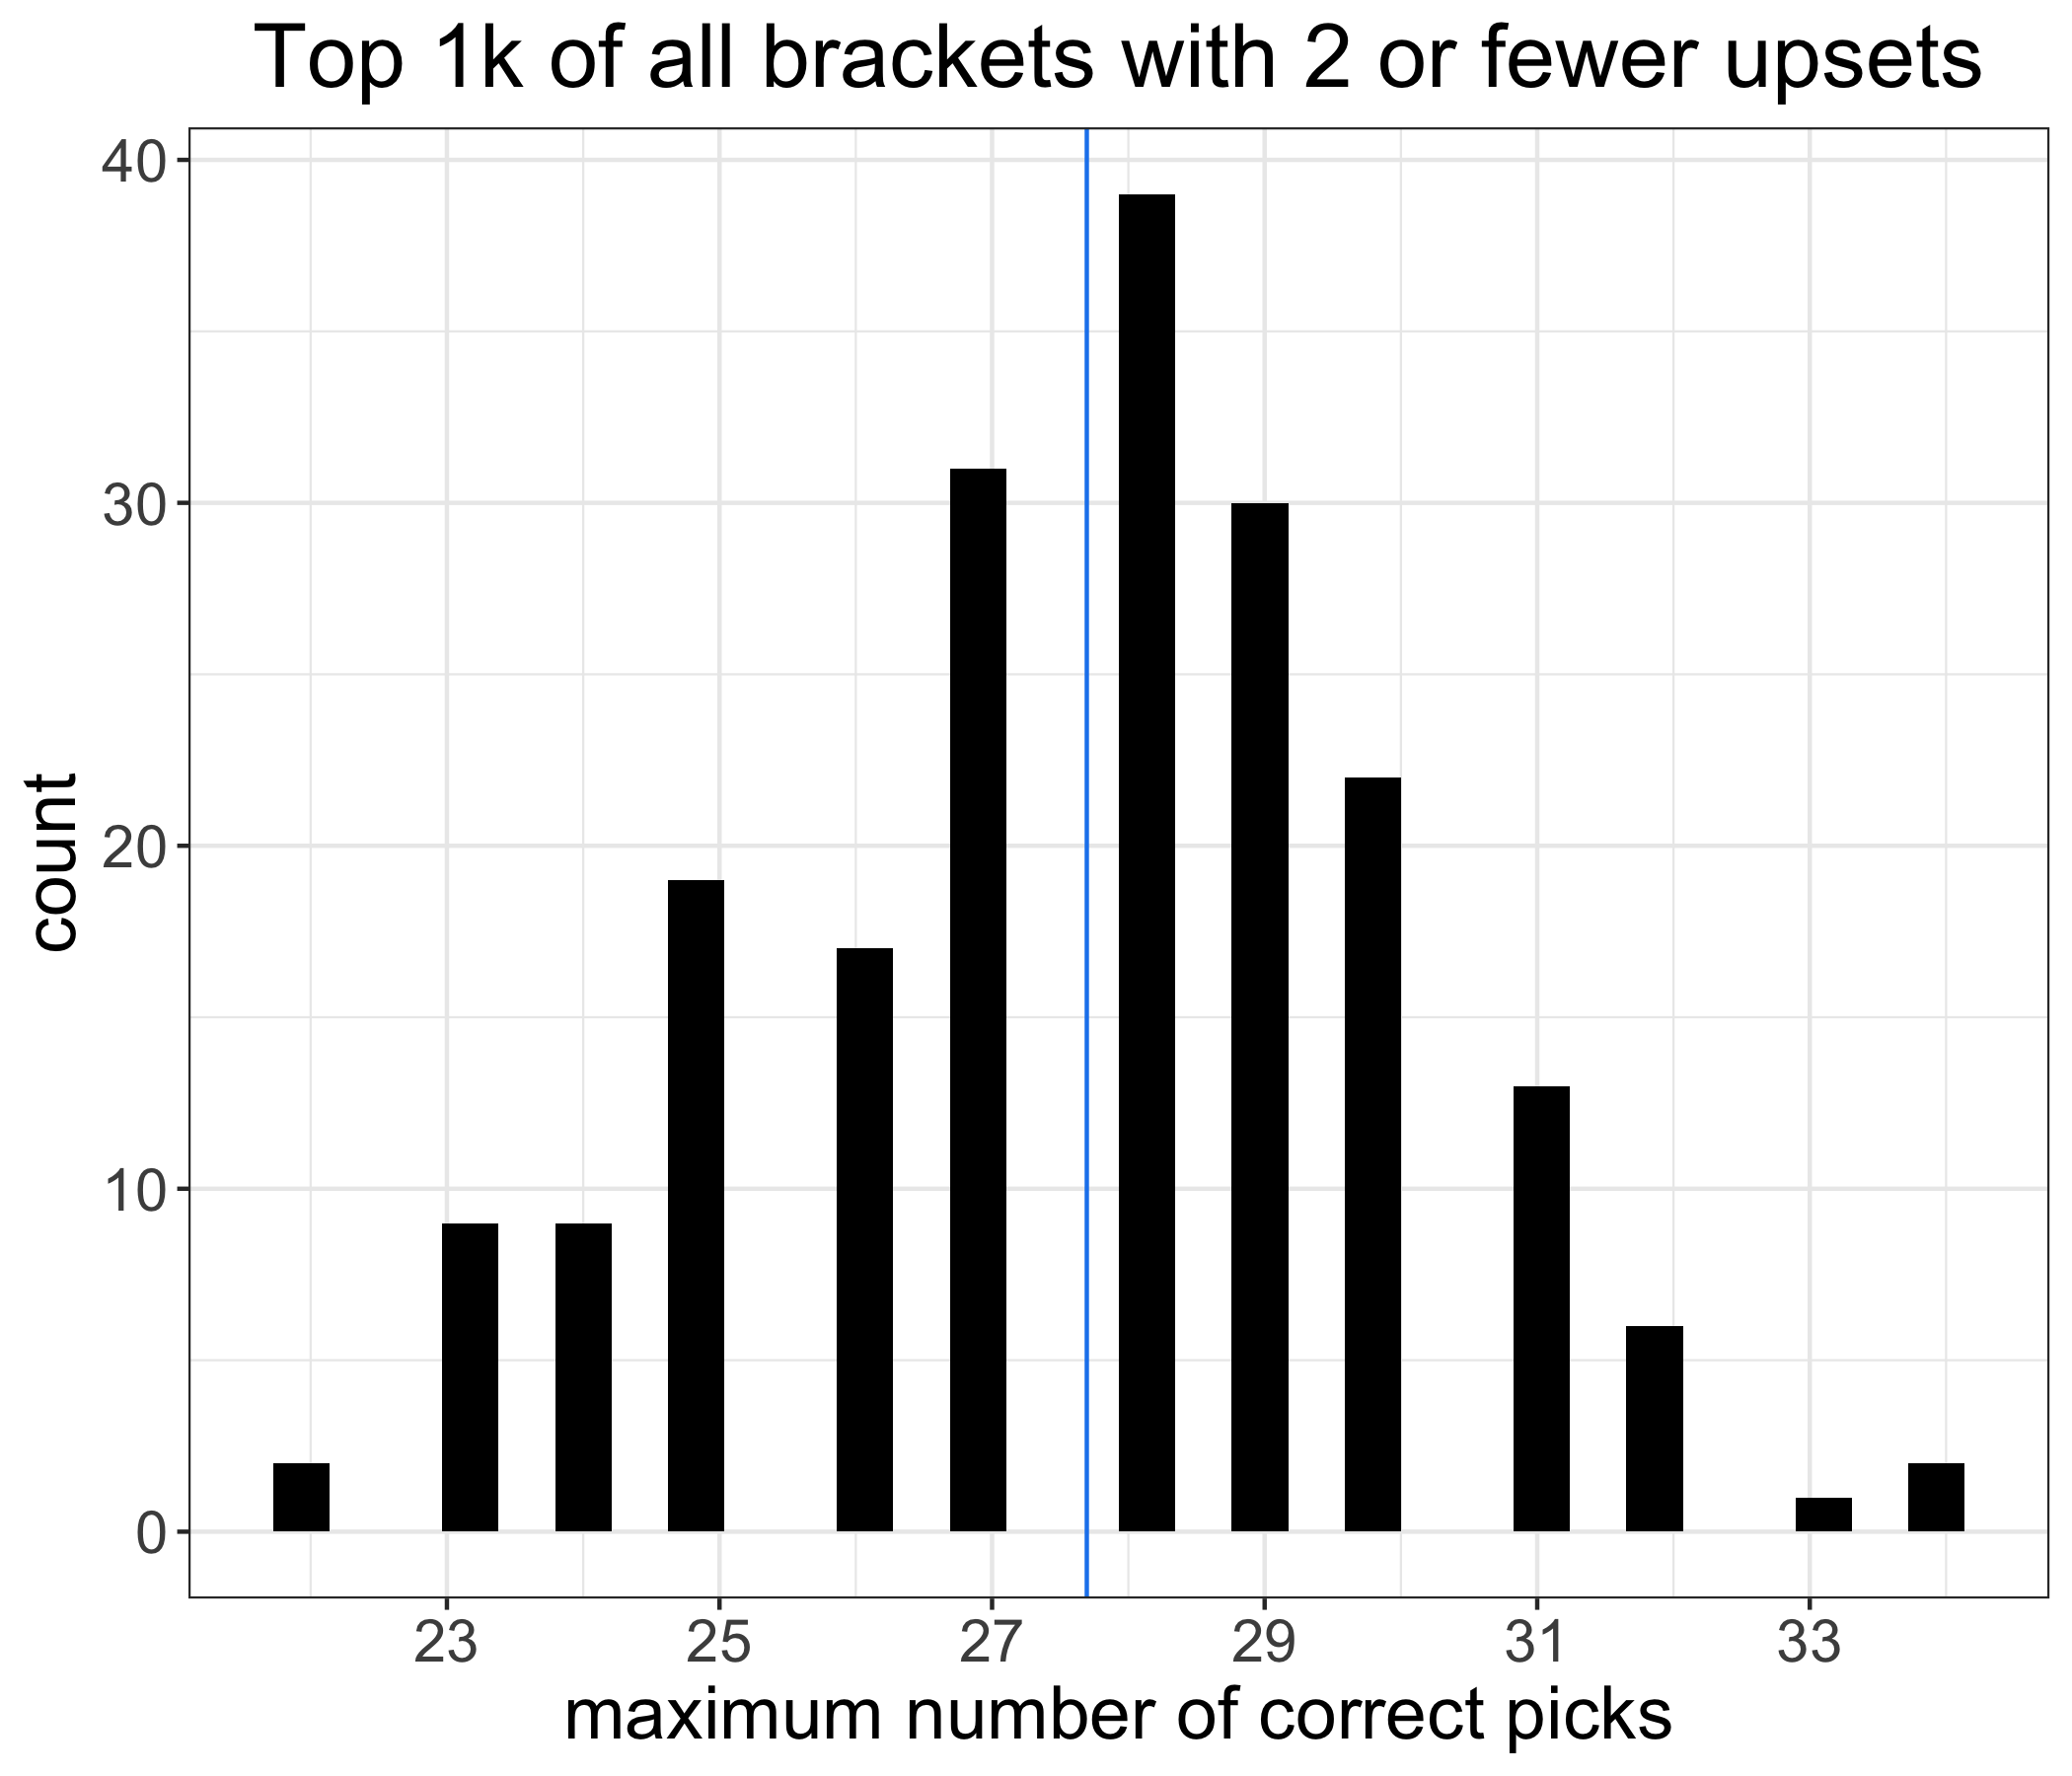 Top 1k of all brackets with 2 or fewer upsets
40
30
20
10
0
count
23 25 27 29 31 33
maximum number of correct picks